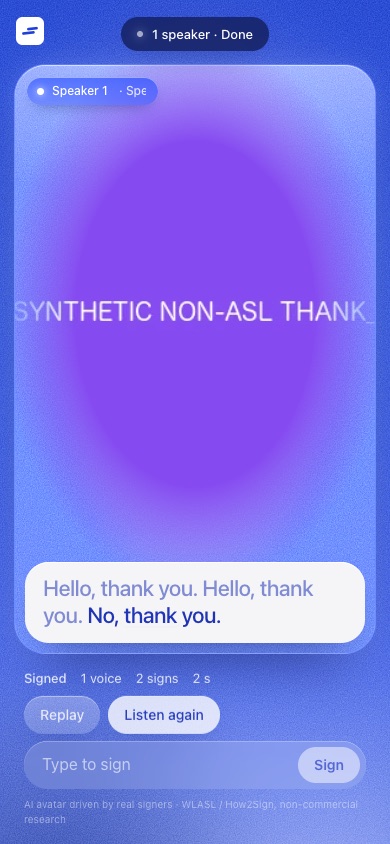 1 speaker · Done
Speaker 1 · Spe
SYNTHETIC NON-ASL THANK_
Hello, thank you. Hello, thank
you. No, thank you.
Signed 1 voice 2 signs 2 s
Replay Listen again
Type to sign Sign
AI avatar driven by real signers · WLASL / How2Sign, non-commercial
research